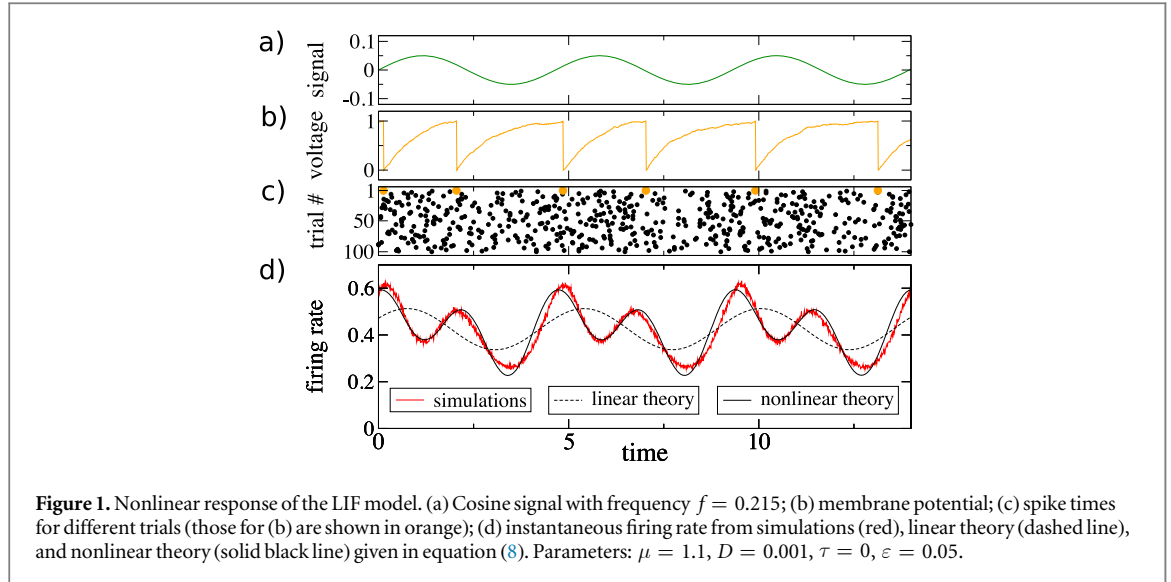 a)
signal
0.1
0
-0.1
b)
voltage
1
0
c)
trial #
1
50
100
d)
firing rate
0.6
0.4
0.2
0
simulations
linear theory
nonlinear theory
0
5
10
time
Figure 1. Nonlinear response of the LIF model. (a) Cosine signal with frequency f = 0.215; (b) membrane potential; (c) spike times
for different trials (those for (b) are shown in orange); (d) instantaneous firing rate from simulations (red), linear theory (dashed line),
and nonlinear theory (solid black line) given in equation (8). Parameters: μ = 1.1, D = 0.001, τ = 0, ε = 0.05.